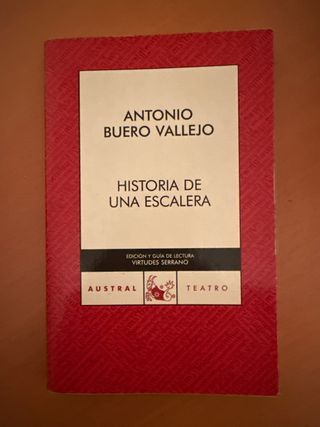 ANTONIO
BUERO VALLEJO
HISTORIA DE
UNA ESCALERA
EDICIÓN Y GUÍA DE LECTURA
VIRTUDES SERRANO
AUSTRAL TEATRO